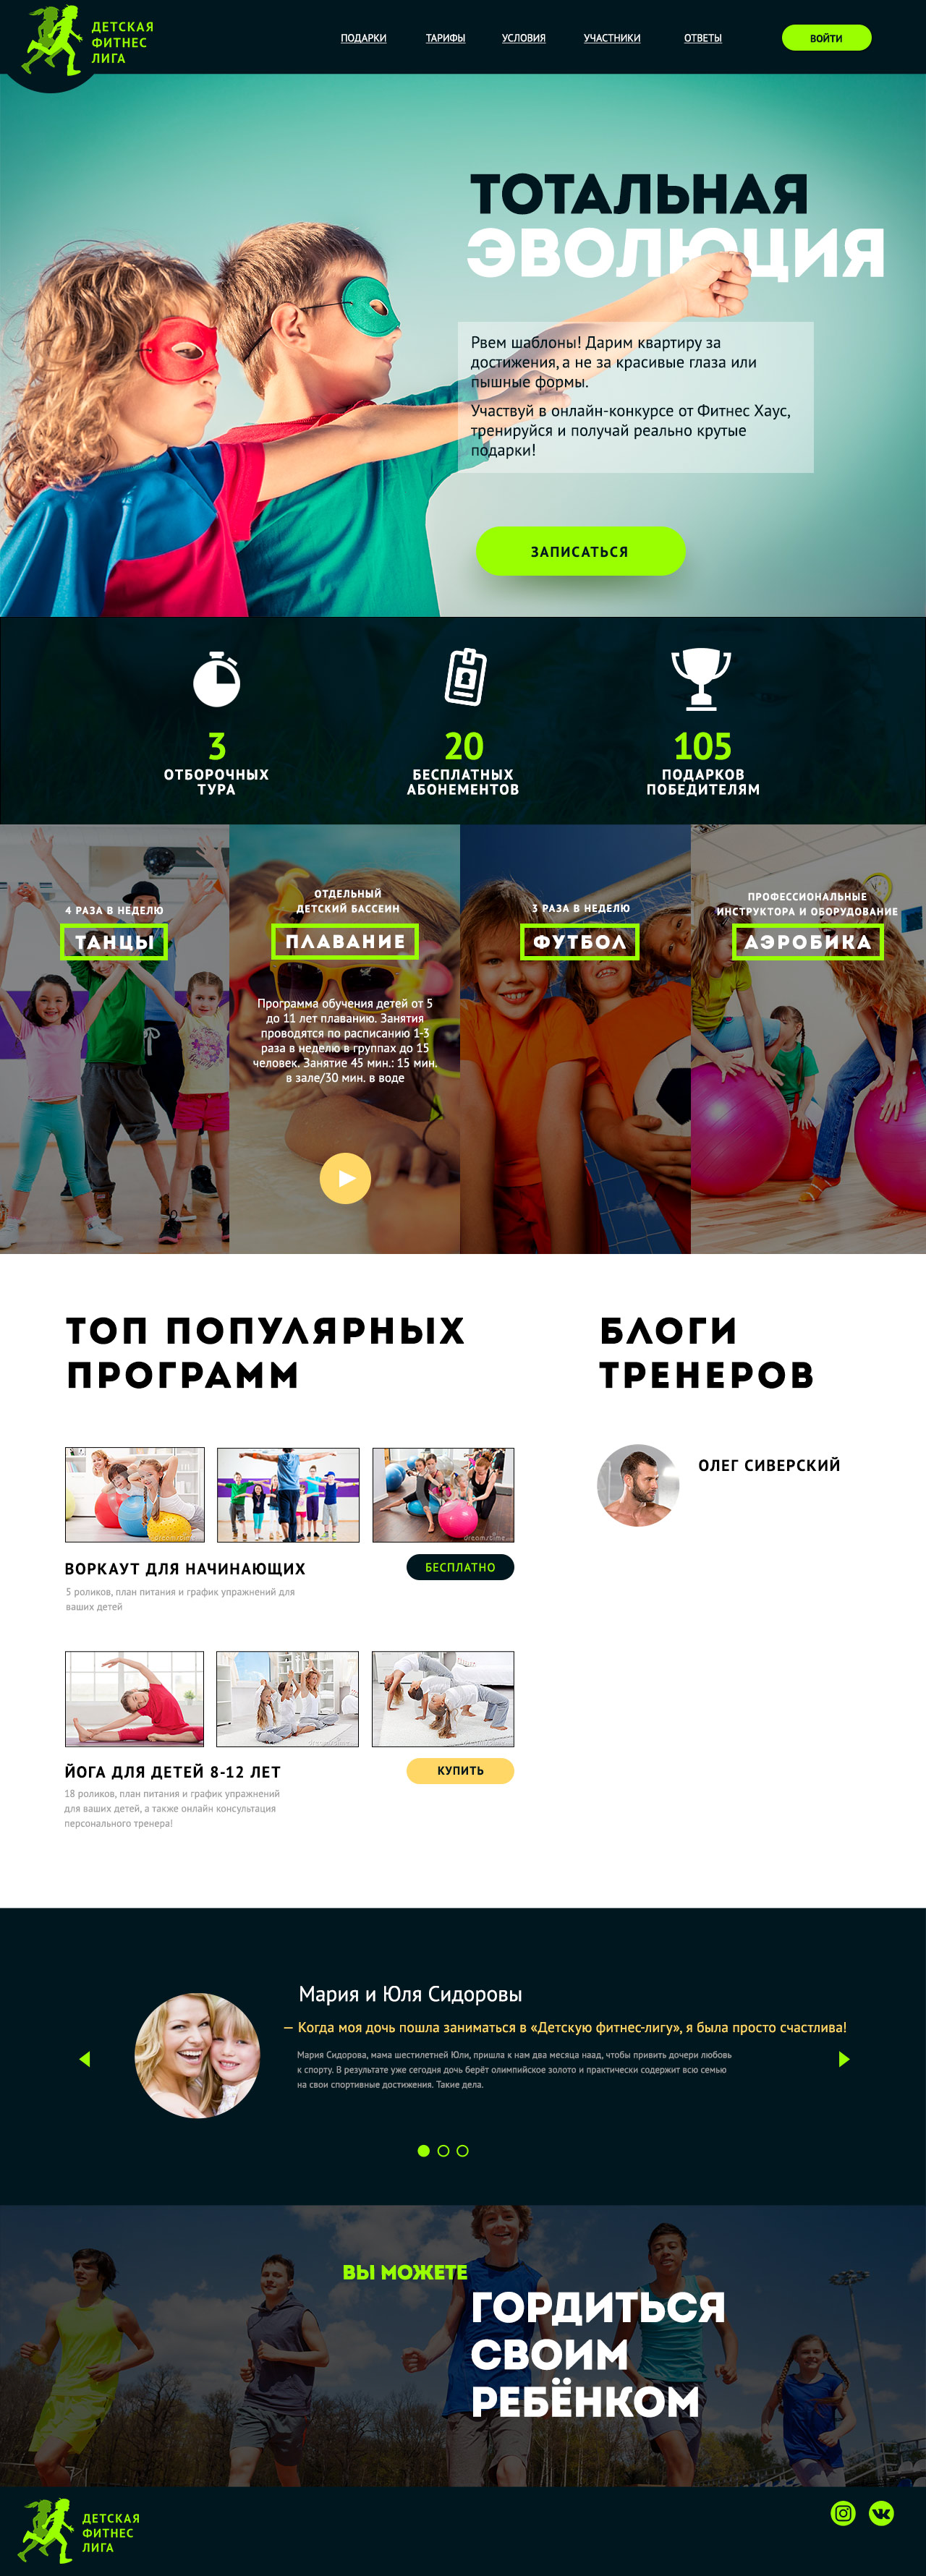 ДЕТСКАЯ
ФИТНЕС
ЛИГА
ПОДАРКИ
ТАРИФЫ
УСЛОВИЯ
УЧАСТНИКИ
ОТВЕТЫ
ВОЙТИ
ТОТАЛЬНАЯ
ЭВОЛЮЦИЯ
Рвем шаблоны! Дарим квартиру за
достижения, а не за красивые глаза или
пышные формы.
Участвуй в онлайн-конкурсе от Фитнес Хаус,
тренируйся и получай реально крутые
подарки!
ЗАПИСАТЬСЯ
3
ОТБОРОЧНЫХ
ТУРА
20
БЕСПЛАТНЫХ
АБОНЕМЕНТОВ
105
ПОДАРКОВ
ПОБЕДИТЕЛЯМ
4 РАЗА В НЕДЕЛЮ
ТАНЦЫ
ОТДЕЛЬНЫЙ
ДЕТСКИЙ БАССЕИН
ПЛАВАНИЕ
Программа обучения детей от 5
до 11 лет плаванию. Занятия
проводятся по расписанию 1-3
раза в неделю в группах до 15
человек. Занятие 45 мин.: 15 мин.
в зале/30 мин. в воде
3 РАЗА В НЕДЕЛЮ
ФУТБОЛ
ПРОФЕССИОНАЛЬНЫЕ
ИНСТРУКТОРА И ОБОРУДОВАНИЕ
АЭРОБИКА
ТОП ПОПУЛЯРНЫХ
ПРОГРАММ
БЛОГИ
ТРЕНЕРОВ
dreamstime
dreamstime
ОЛЕГ СИВЕРСКИЙ
ВОРКАУТ ДЛЯ НАЧИНАЮЩИХ
БЕСПЛАТНО
5 роликов, план питания и график упражнений для
ваших детей
ЙОГА ДЛЯ ДЕТЕЙ 8-12 ЛЕТ
КУПИТЬ
18 роликов, план питания и график упражнений
для ваших детей, а также онлайн консультация
персонального тренера!
Мария и Юля Сидоровы
— Когда моя дочь пошла заниматься в «Детскую фитнес-лигу», я была просто счастлива!
Мария Сидорова, мама шестилетней Юли, пришла к нам два месяца наад, чтобы привить дочери любовь
к спорту. В результате уже сегодня дочь берёт олимпийское золото и практически содержит всю семью
на свои спортивные достижения. Такие дела.
ВЫ МОЖЕТЕ
ГОРДИТЬСЯ
СВОИМ
РЕБЁНКОМ
ДЕТСКАЯ
ФИТНЕС
ЛИГА